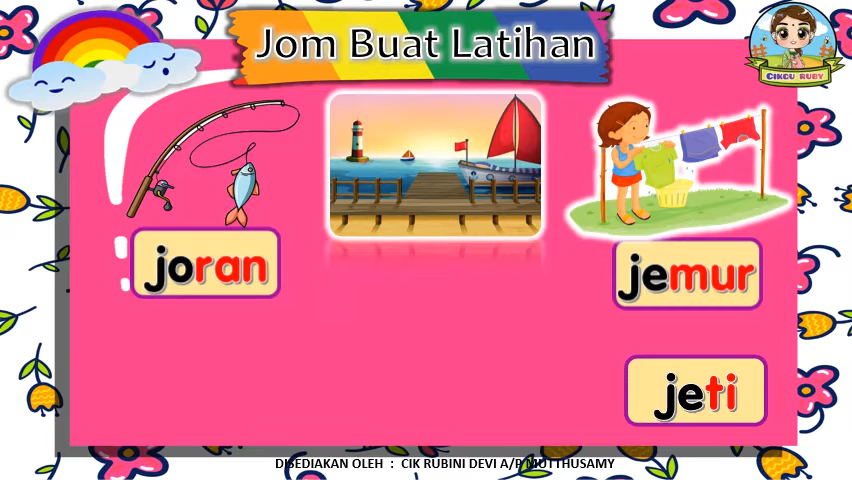 Jom Buat Latihan
CIKGU RUBY
joran
jemur
jeti
DISEDIAKAN OLEH : CIK RUBINI DEVI A/P MUTTHUSAMY